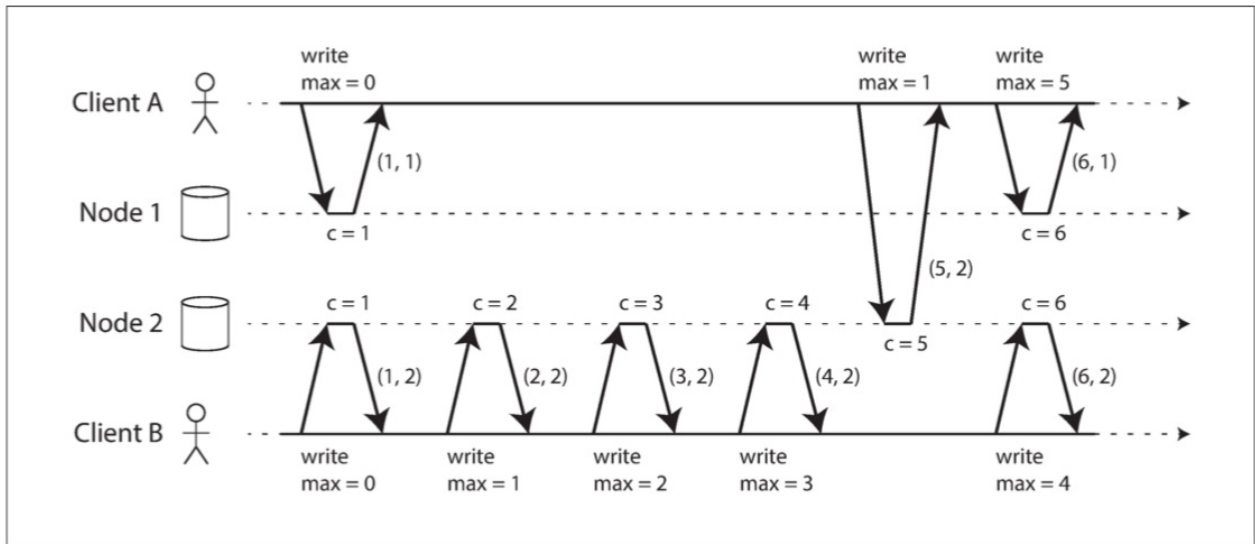 write
max = 0
write
max = 1
write
max = 5
Client A
(1, 1)
(6, 1)
Node 1
c = 1
c = 6
(5, 2)
c = 1
c = 2
c = 3
c = 4
c = 6
Node 2
c = 5
(1, 2)
(2, 2)
(3, 2)
(4, 2)
(6, 2)
Client B
write
max = 0
write
max = 1
write
max = 2
write
max = 3
write
max = 4